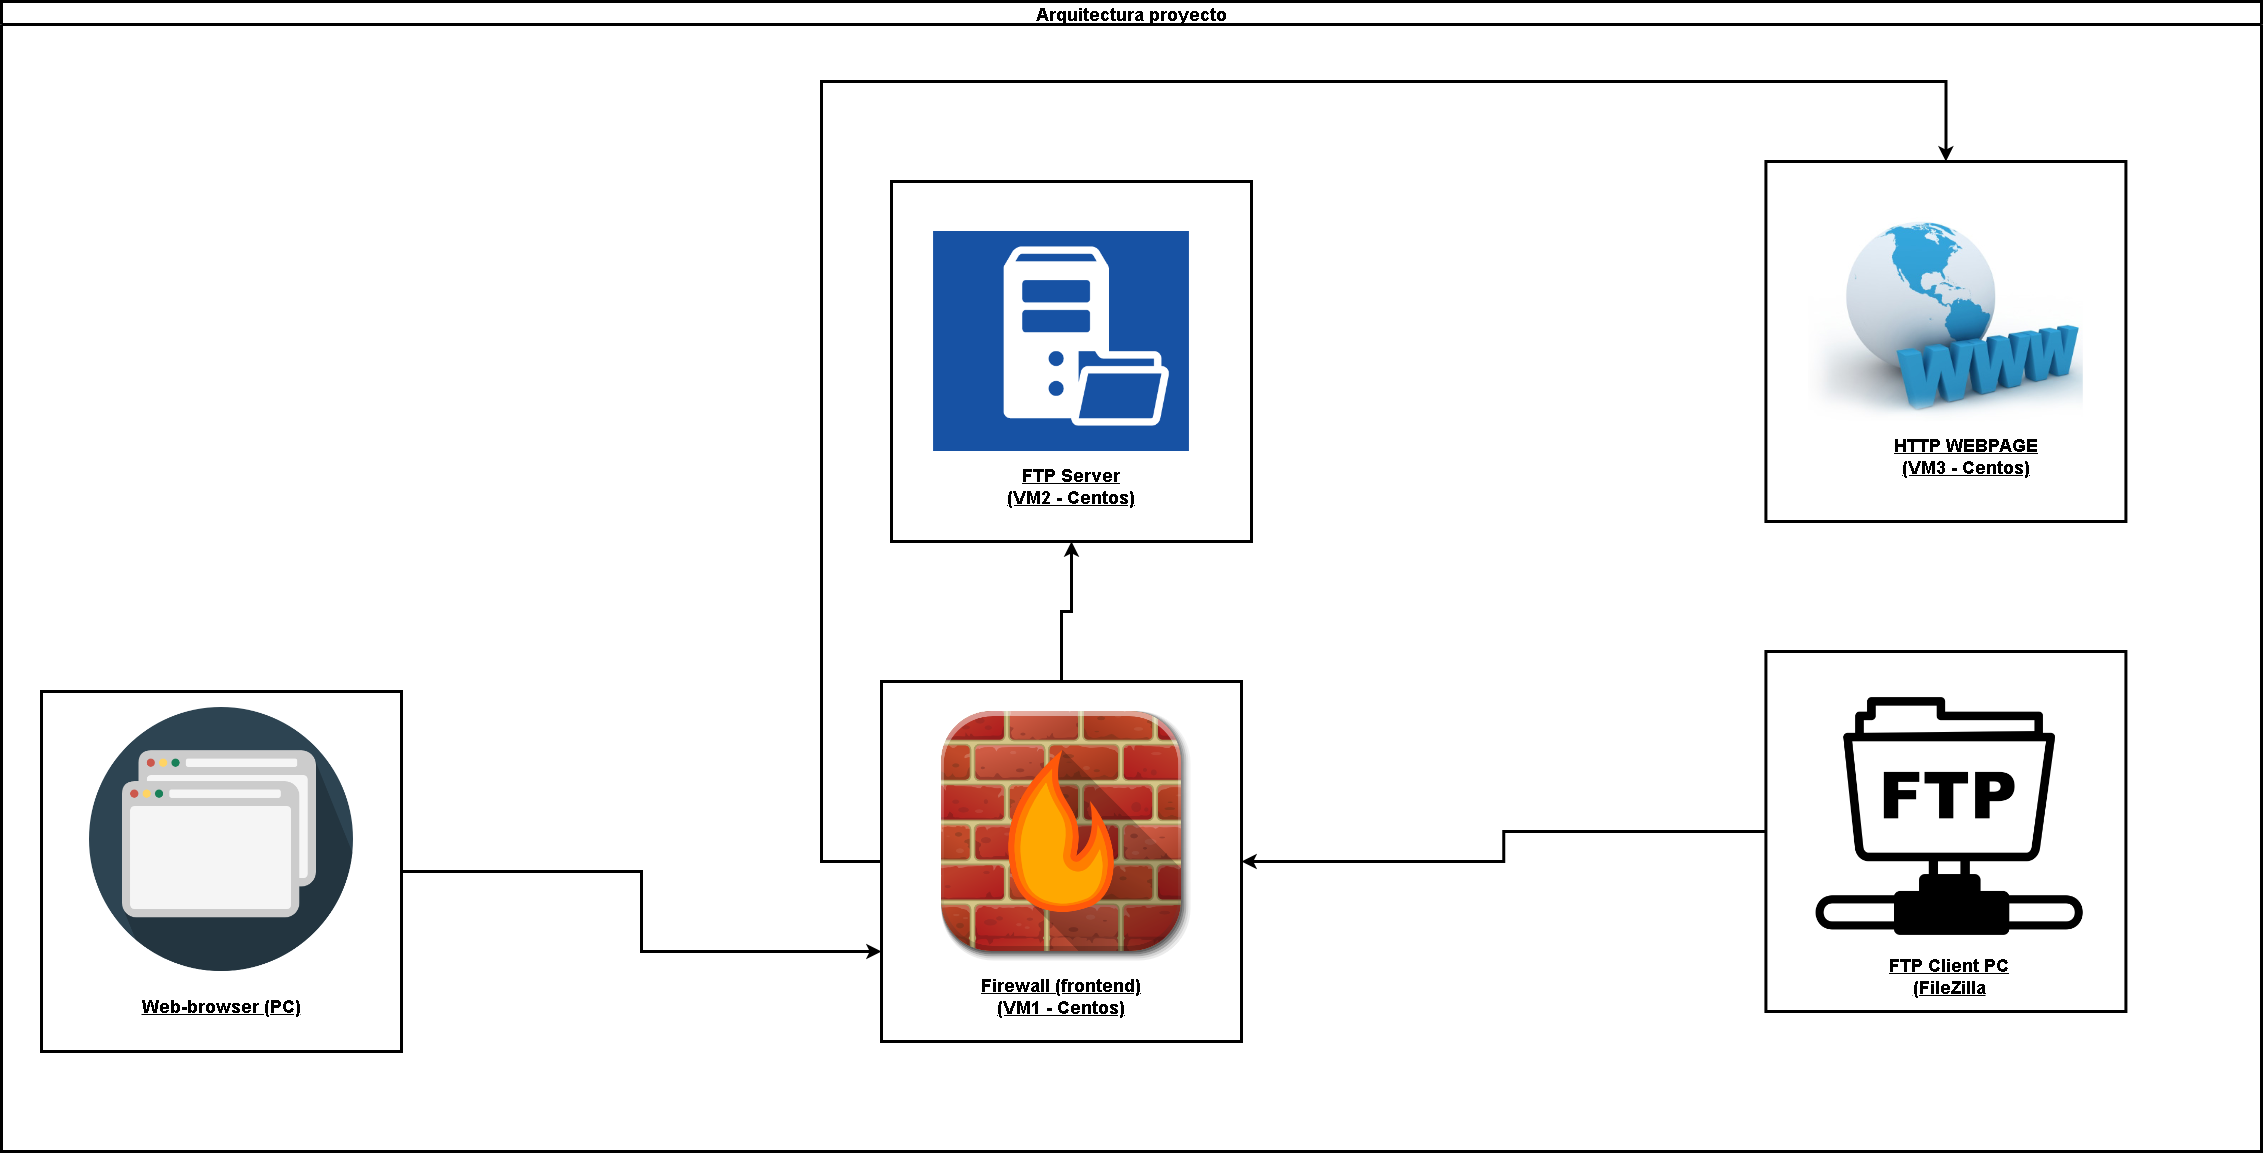 Arquitectura proyecto
WWW
FTP Server
(VM2 - Centos)
HTTP WEBPAGE
(VM3 - Centos)
FTP
Web-browser (PC)
Firewall (frontend)
(VM1 - Centos)
FTP Client PC
(FileZilla